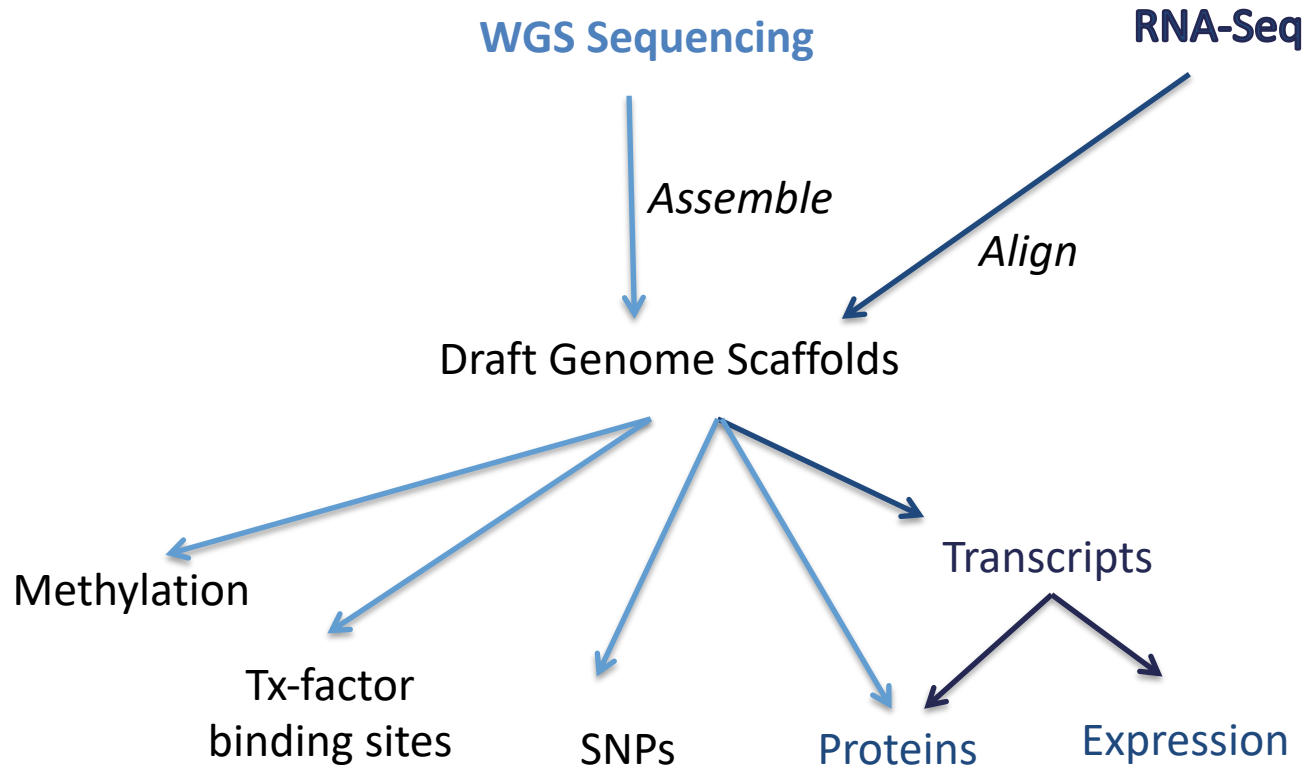 WGS Sequencing
RNA-Seq
Assemble
Align
Draft Genome Scaffolds
Methylation
Transcripts
Tx-factor
binding sites
SNPs
Proteins
Expression